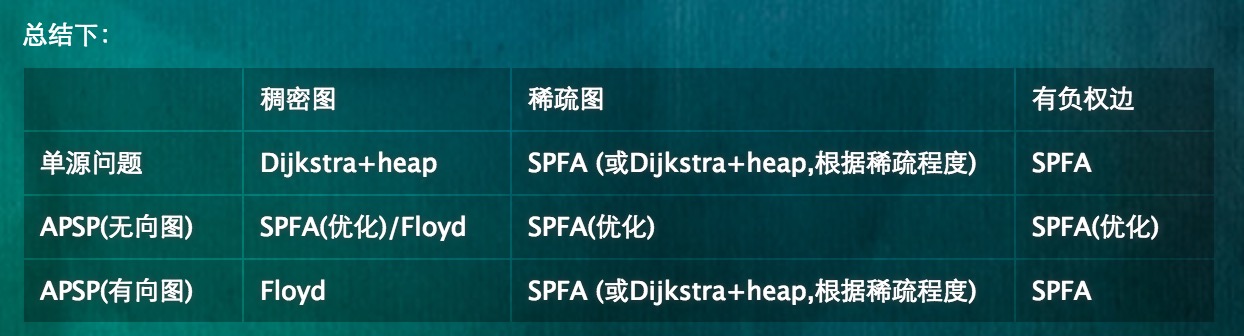 总结下：
稠密图 稀疏图 有负权边
单源问题 Dijkstra+heap SPFA (或Dijkstra+heap,根据稀疏程度) SPFA
APSP(无向图) SPFA(优化)/Floyd SPFA(优化) SPFA(优化)
APSP(有向图) Floyd SPFA (或Dijkstra+heap,根据稀疏程度) SPFA